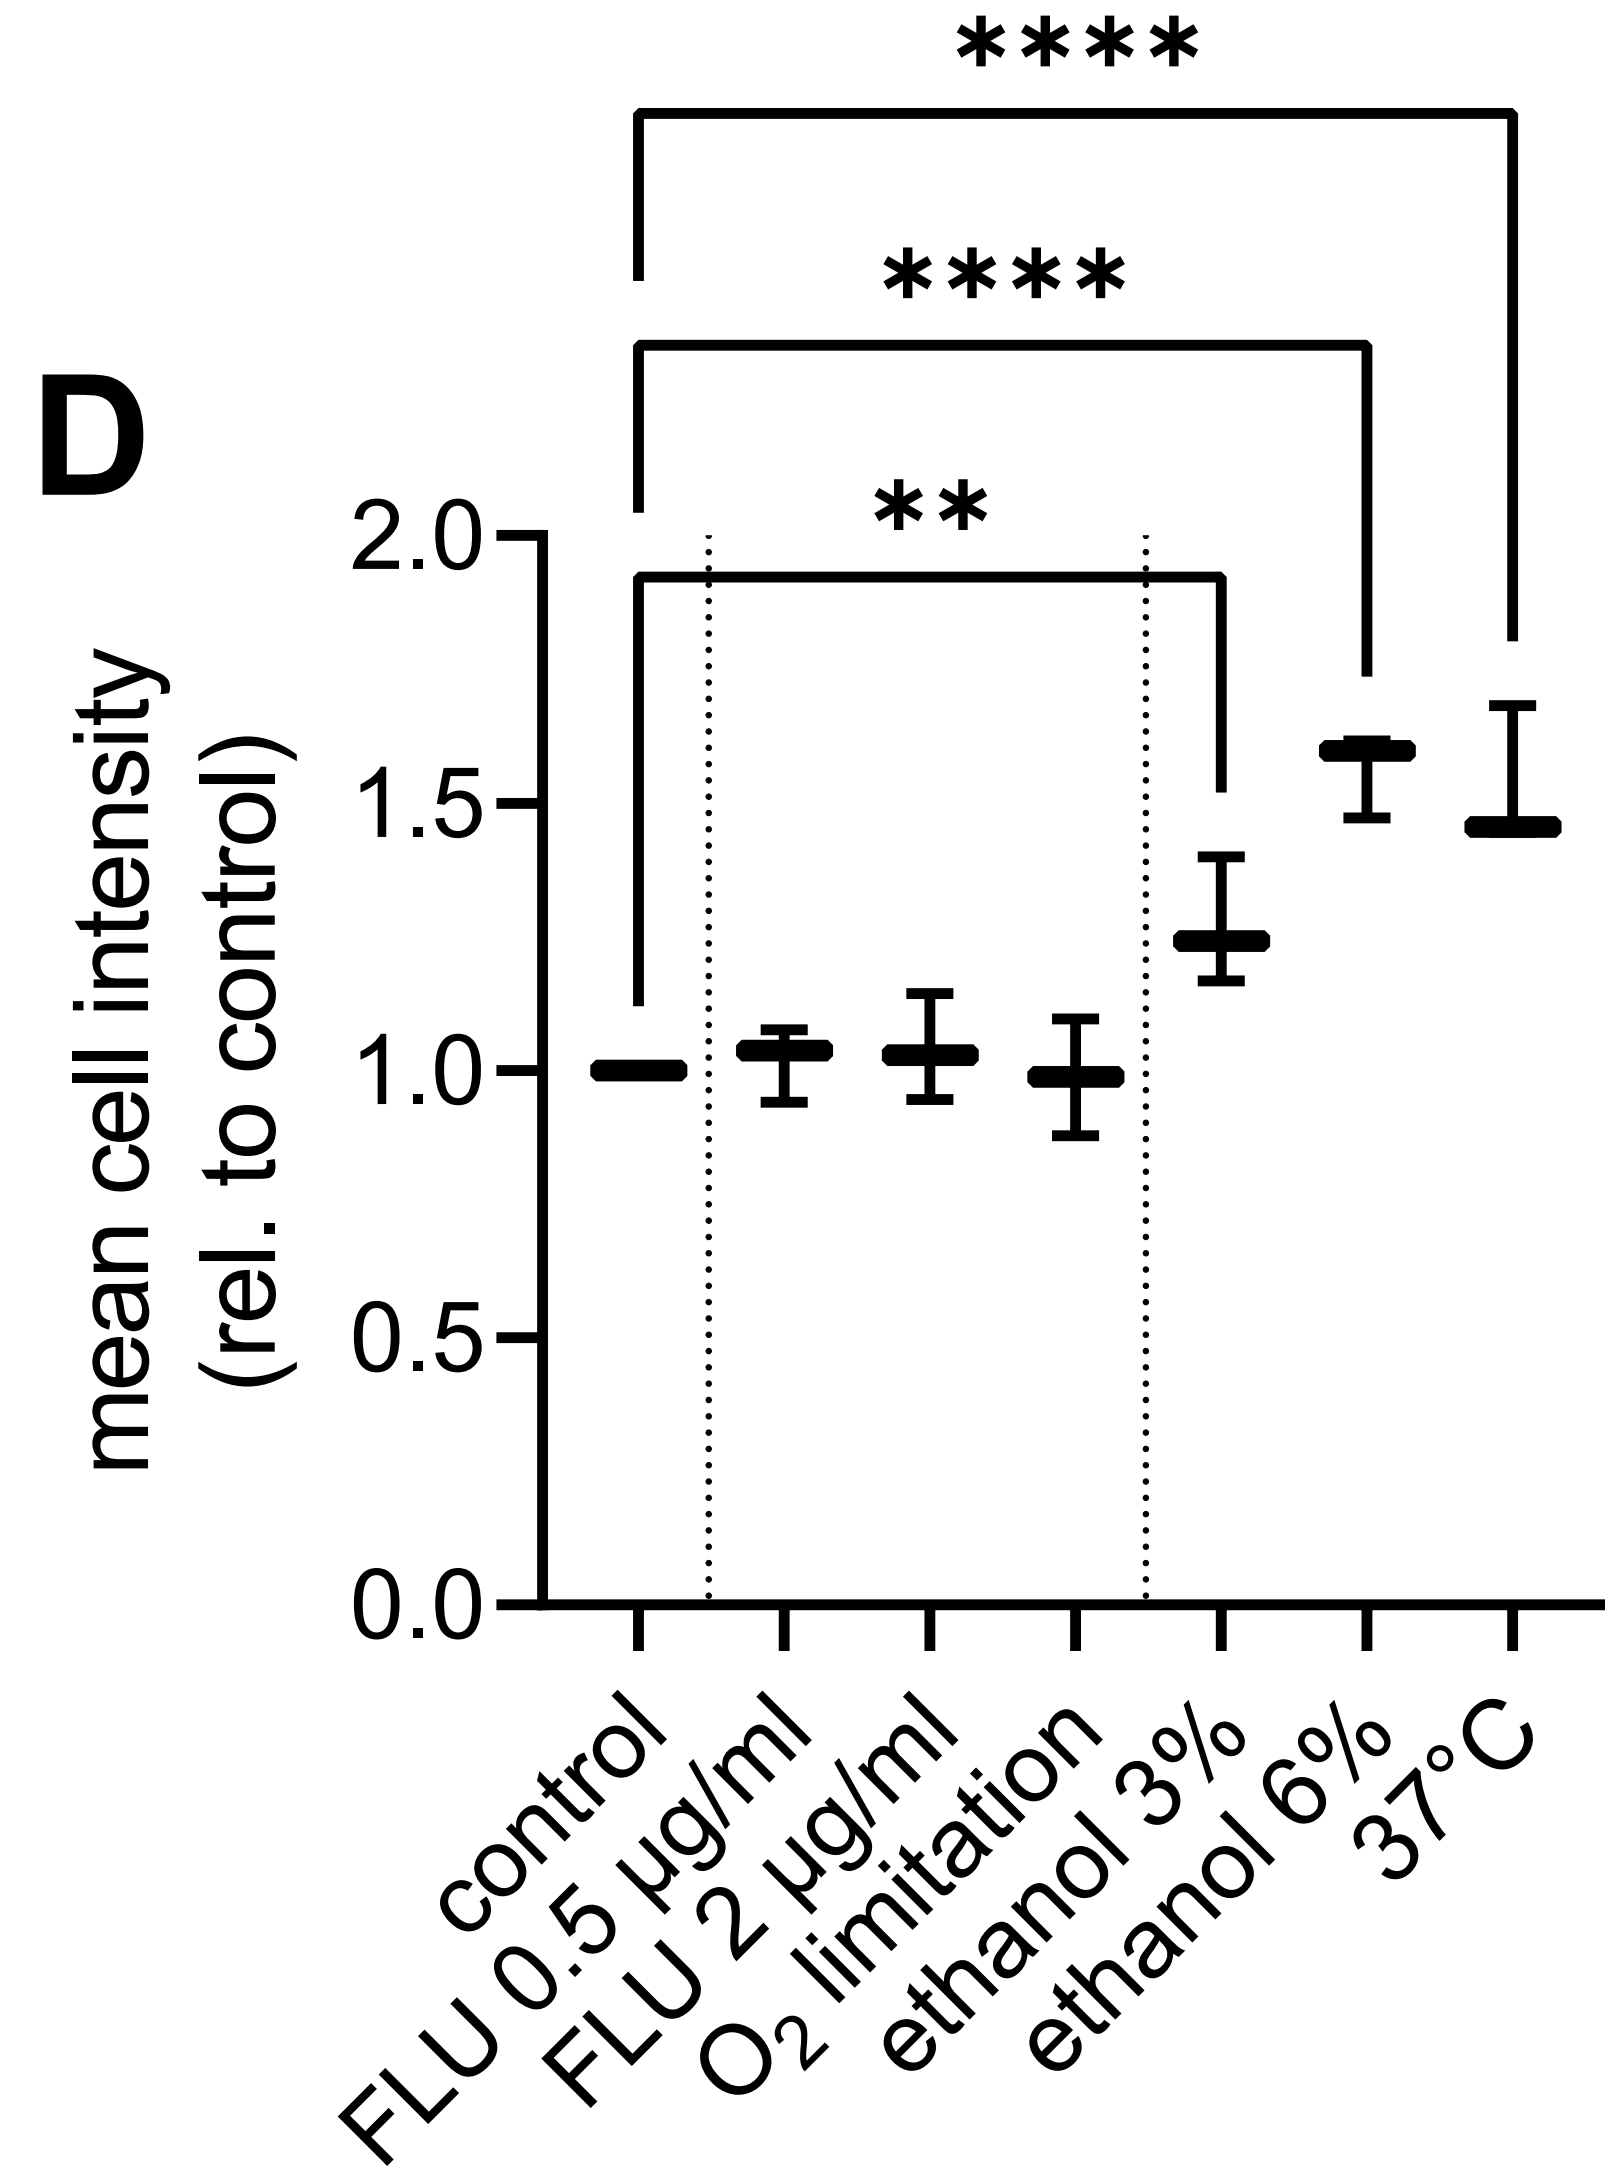 ****
****
D
**
2.0
1.5
1.0
0.5
0.0
mean cell intensity
(rel. to control)
control
FLU 0.5 µg/ml
FLU 2 µg/ml
O₂ limitation
ethanol 3%
ethanol 6%
37°C